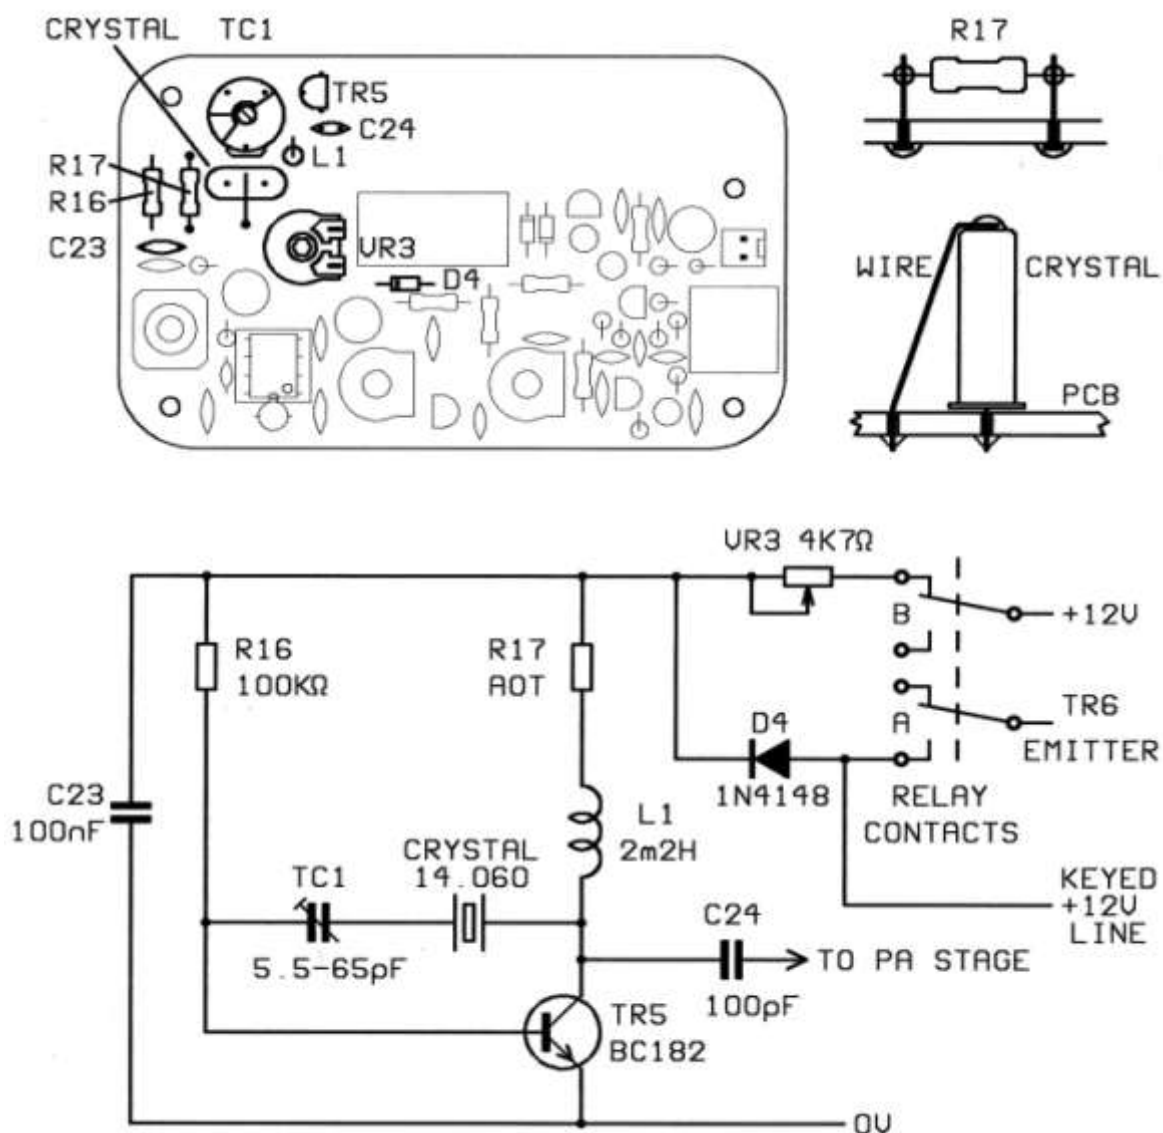 CRYSTAL TC1
TR5
C24
L1
R17
R16
C23
VR3
D4
R17
WIRE
CRYSTAL
PCB
VR3 4K7Ω
B
+12V
R16
100KΩ
R17
AOT
D4
1N4148
A
TR6
EMITTER
RELAY
CONTACTS
C23
100nF
L1
2m2H
CRYSTAL
14.060
TC1
5.5-65pF
KEYED
+12V
LINE
C24
100pF
TO PA STAGE
TR5
BC182
0V